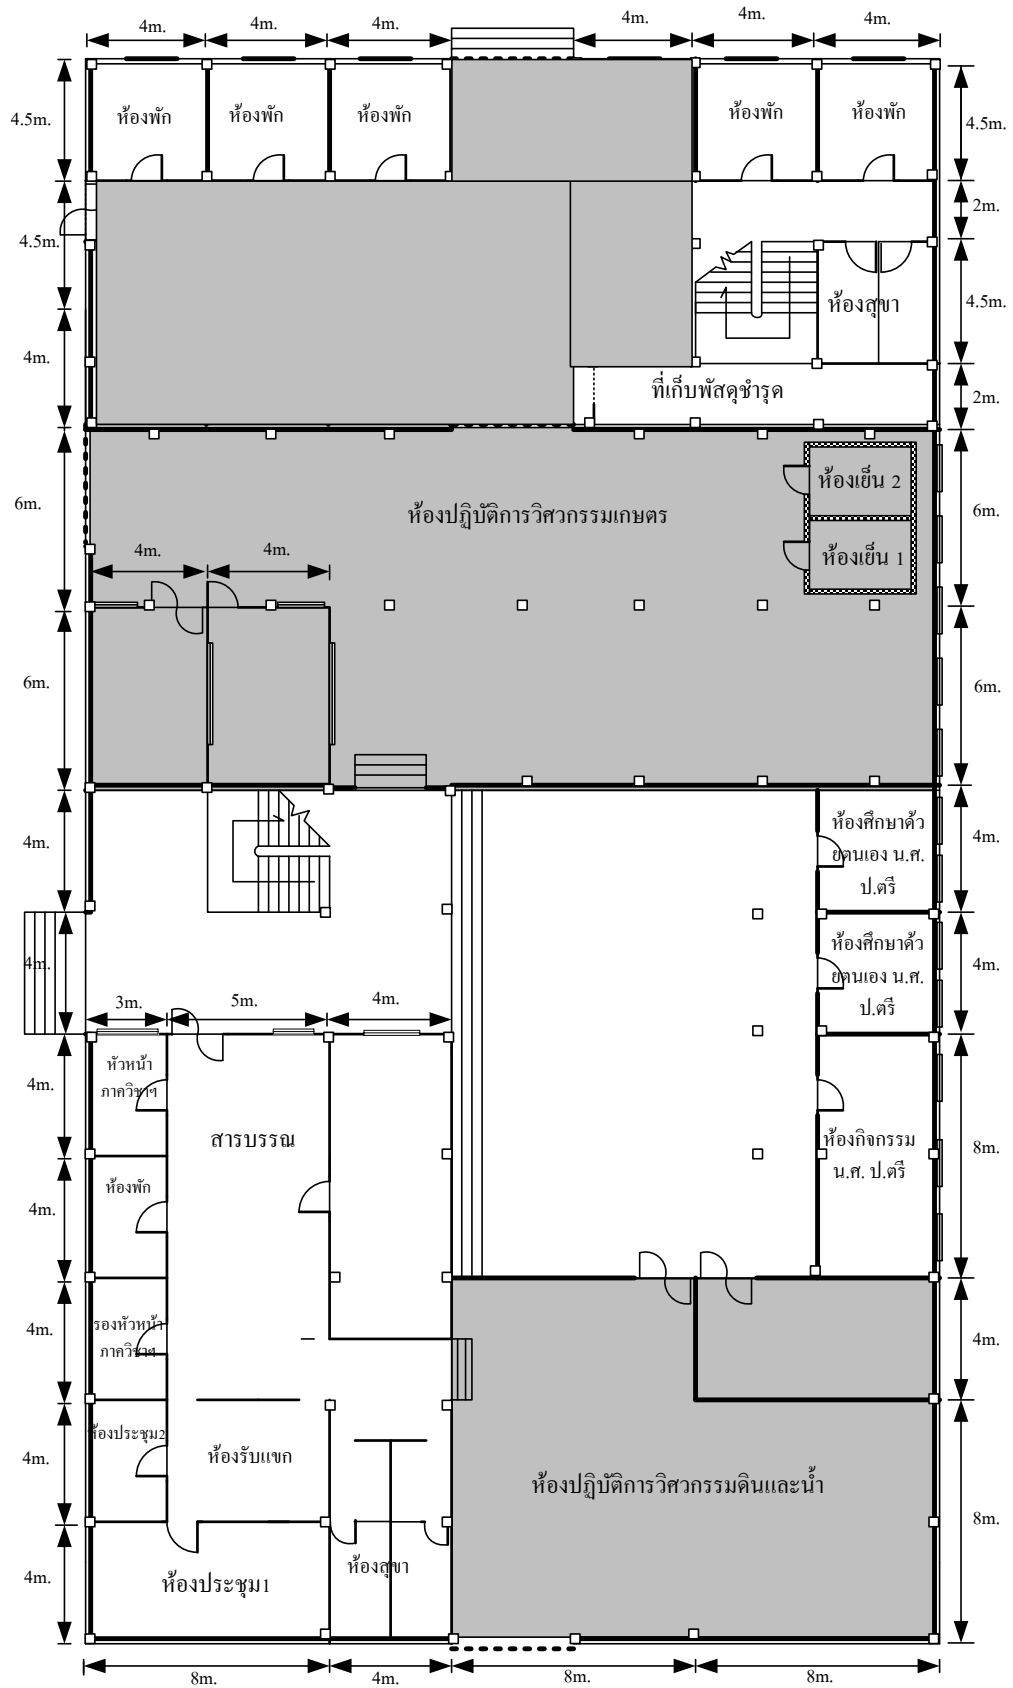 4m.
4m.
4m.
4m.
4m.
4m.
4.5m.
ห้องพัก
ห้องพัก
ห้องพัก
ห้องพัก
ห้องพัก
4.5m.
2m.
4.5m.
4.5m.
ห้องสุขา
4m.
ที่เก็บพัสดุชำรุด
2m.
6m.
ห้องปฏิบัติการวิศวกรรมเกษตร
ห้องเย็น 2
6m.
4m.
4m.
ห้องเย็น 1
6m.
6m.
4m.
ห้องศึกษาด้ว
ยตนเอง น.ศ.
ป.ตรี
4m.
4m.
ห้องศึกษาด้ว
ยตนเอง น.ศ.
ป.ตรี
4m.
3m.
5m.
4m.
4m.
หัวหน้า
ภาควิชาฯ
สารบรรณ
ห้องกิจกรรม
น.ศ. ป.ตรี
8m.
4m.
ห้องพัก
4m.
รองหัวหน้า
ภาควิชาฯ
4m.
4m.
ห้องประชุม2
ห้องรับแขก
ห้องปฏิบัติการวิศวกรรมดินและน้ำ
8m.
4m.
ห้องประชุม1
ห้องสุขา
8m.
4m.
8m.
8m.